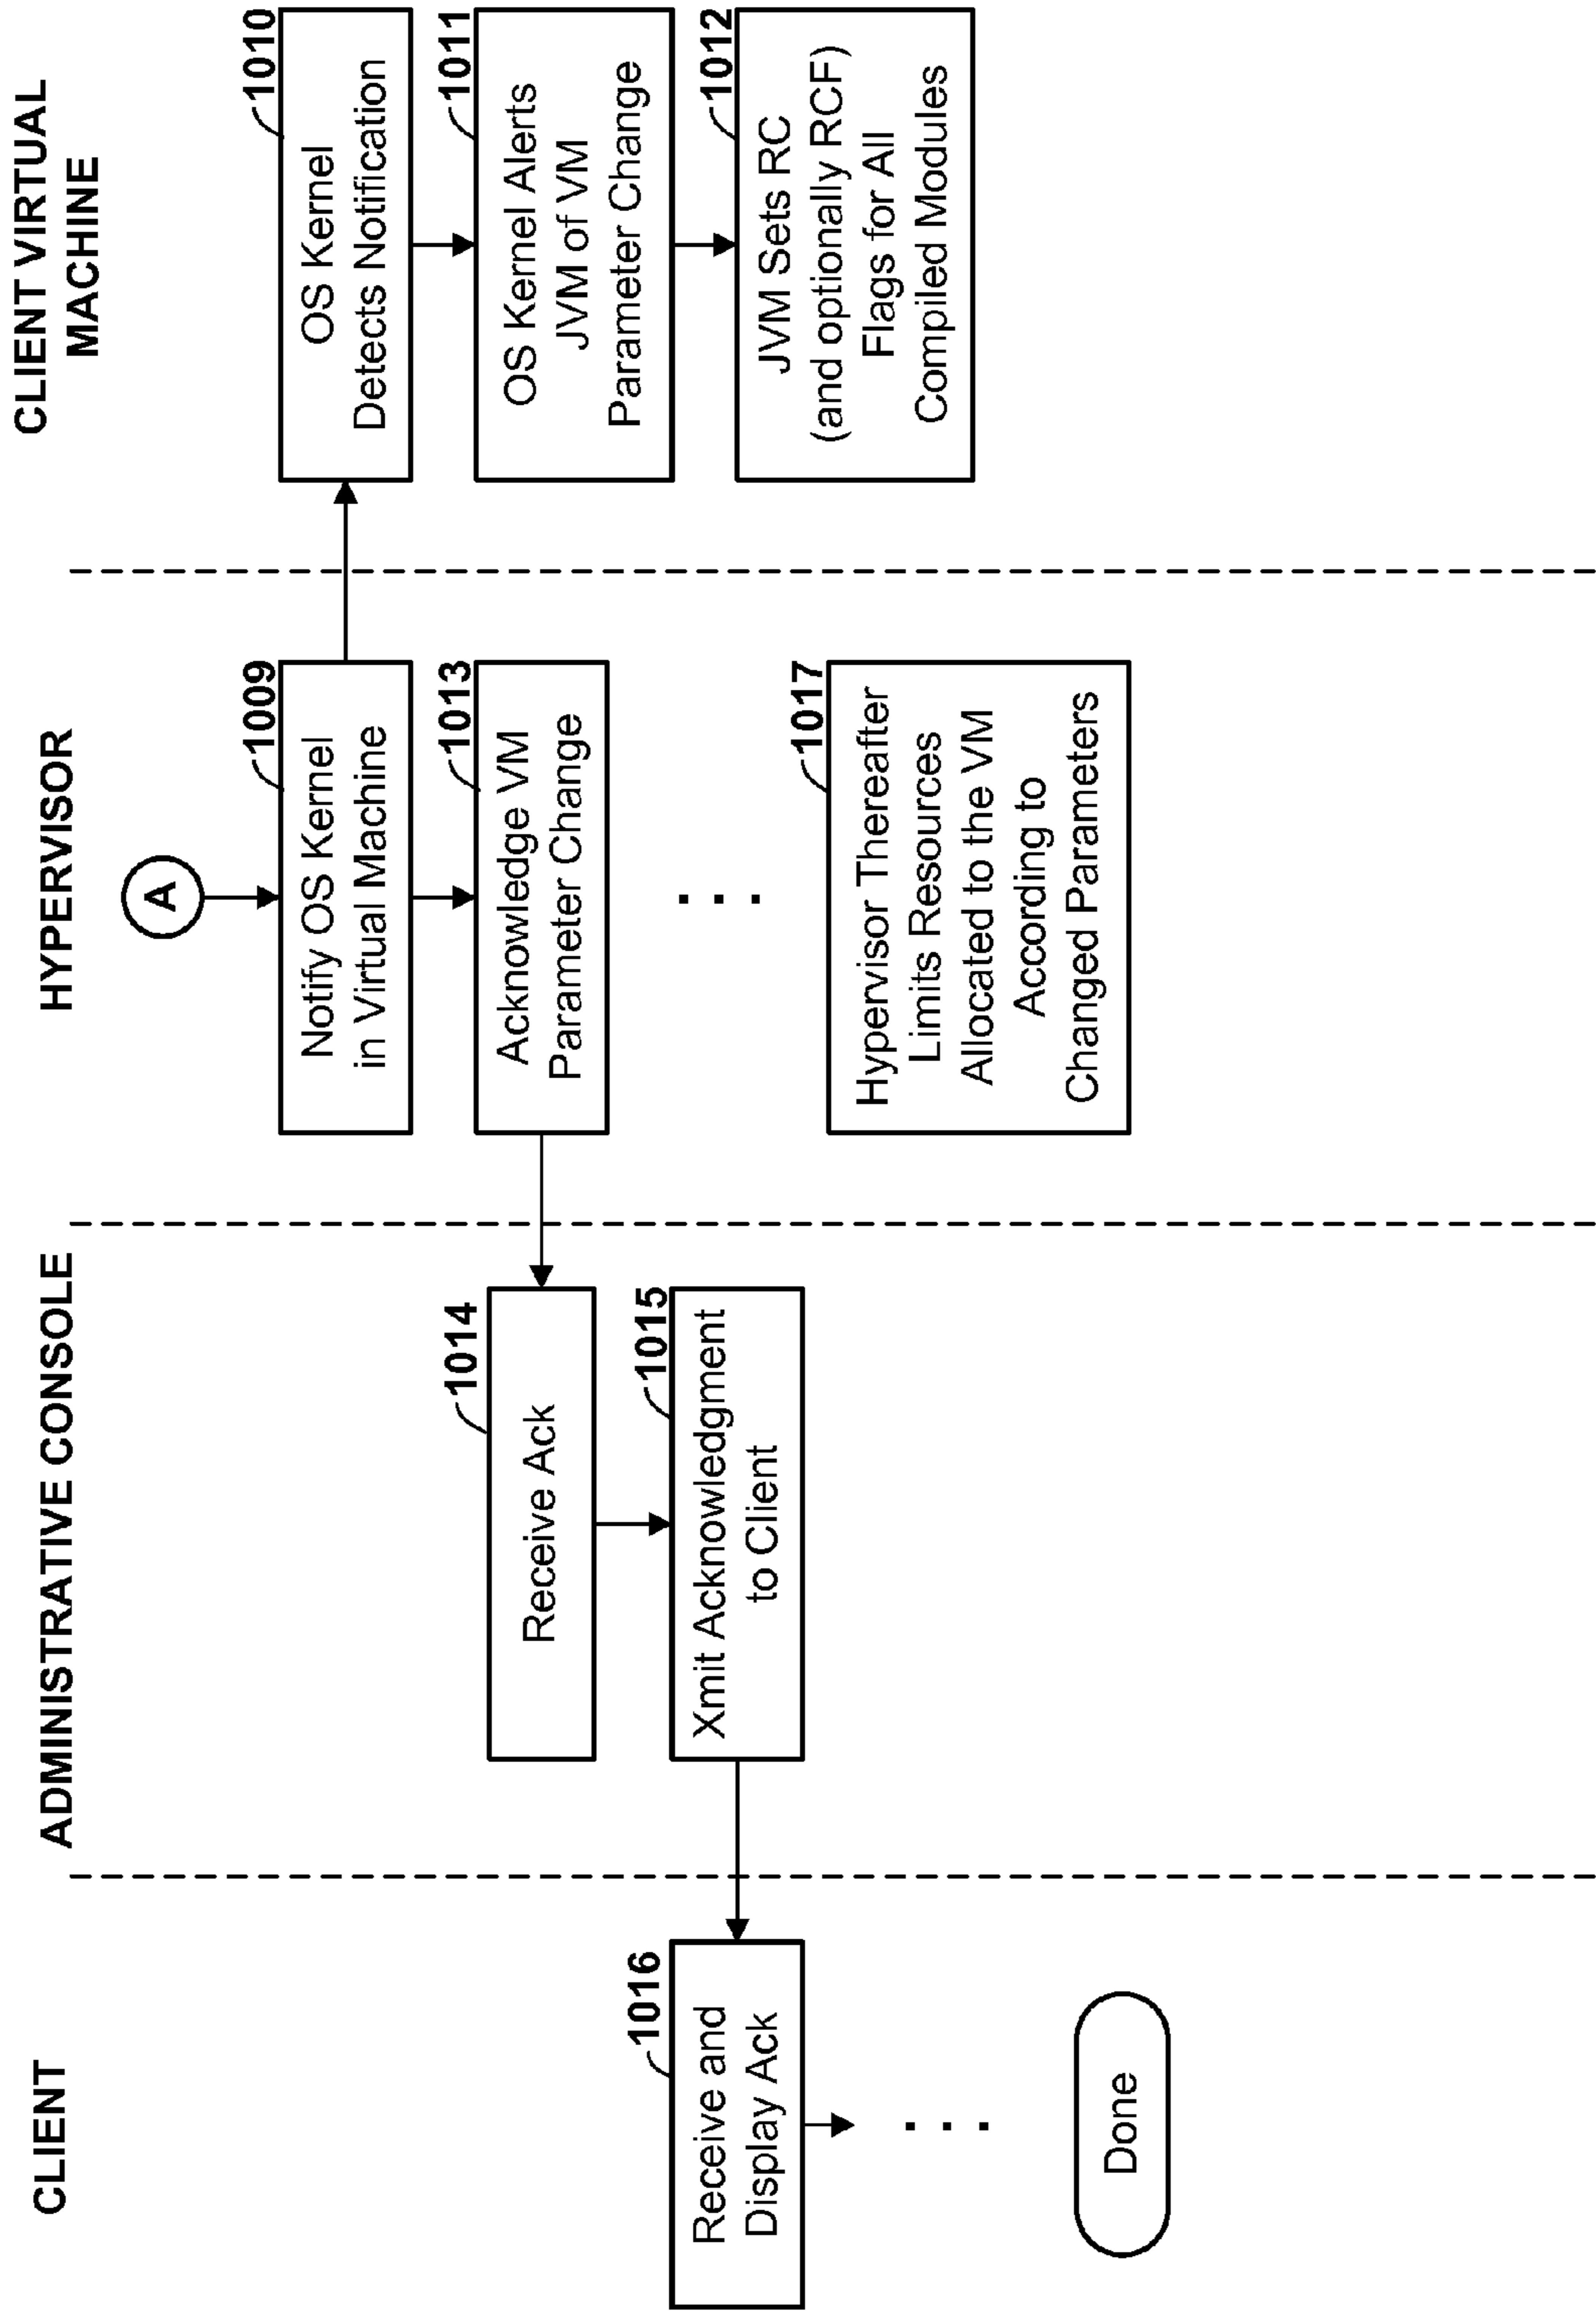 CLIENT
ADMINISTRATIVE CONSOLE
HYPERVISOR
CLIENT VIRTUAL
MACHINE
A
1009
Notify OS Kernel
in Virtual Machine
1010
OS Kernel
Detects Notification
1011
OS Kernel Alerts
JVM of VM
Parameter Change
1012
JVM Sets RC
(and optionally RCF)
Flags for All
Compiled Modules
1013
Acknowledge VM
Parameter Change
1014
Receive Ack
1015
Xmit Acknowledgment
to Client
1016
Receive and
Display Ack
. . .
Done
. . .
1017
Hypervisor Thereafter
Limits Resources
Allocated to the VM
According to
Changed Parameters